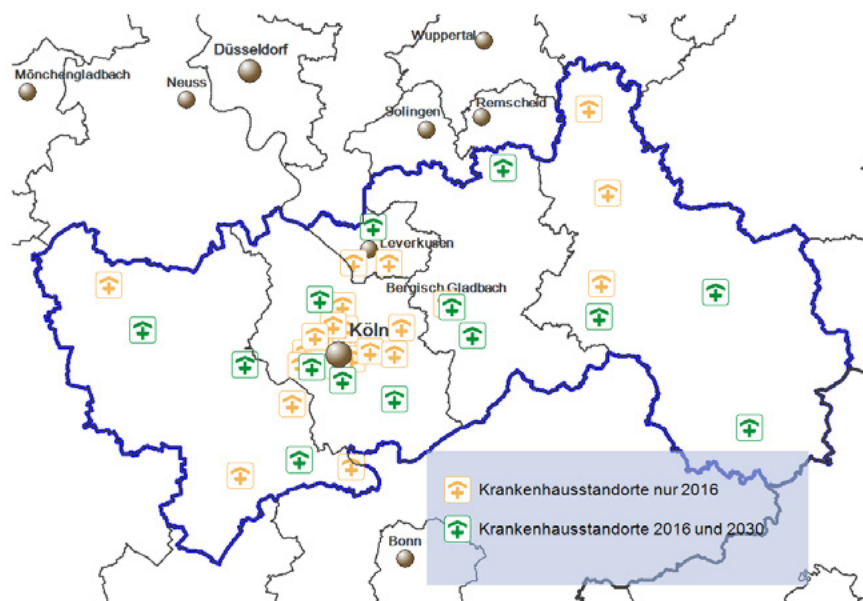 Wuppertal
Düsseldorf
Mönchengladbach
Neuss
Remscheid
Solingen
Leverkusen
Bergisch Gladbach
Köln
Krankenhausstandorte nur 2016
Krankenhausstandorte 2016 und 2030
Bonn